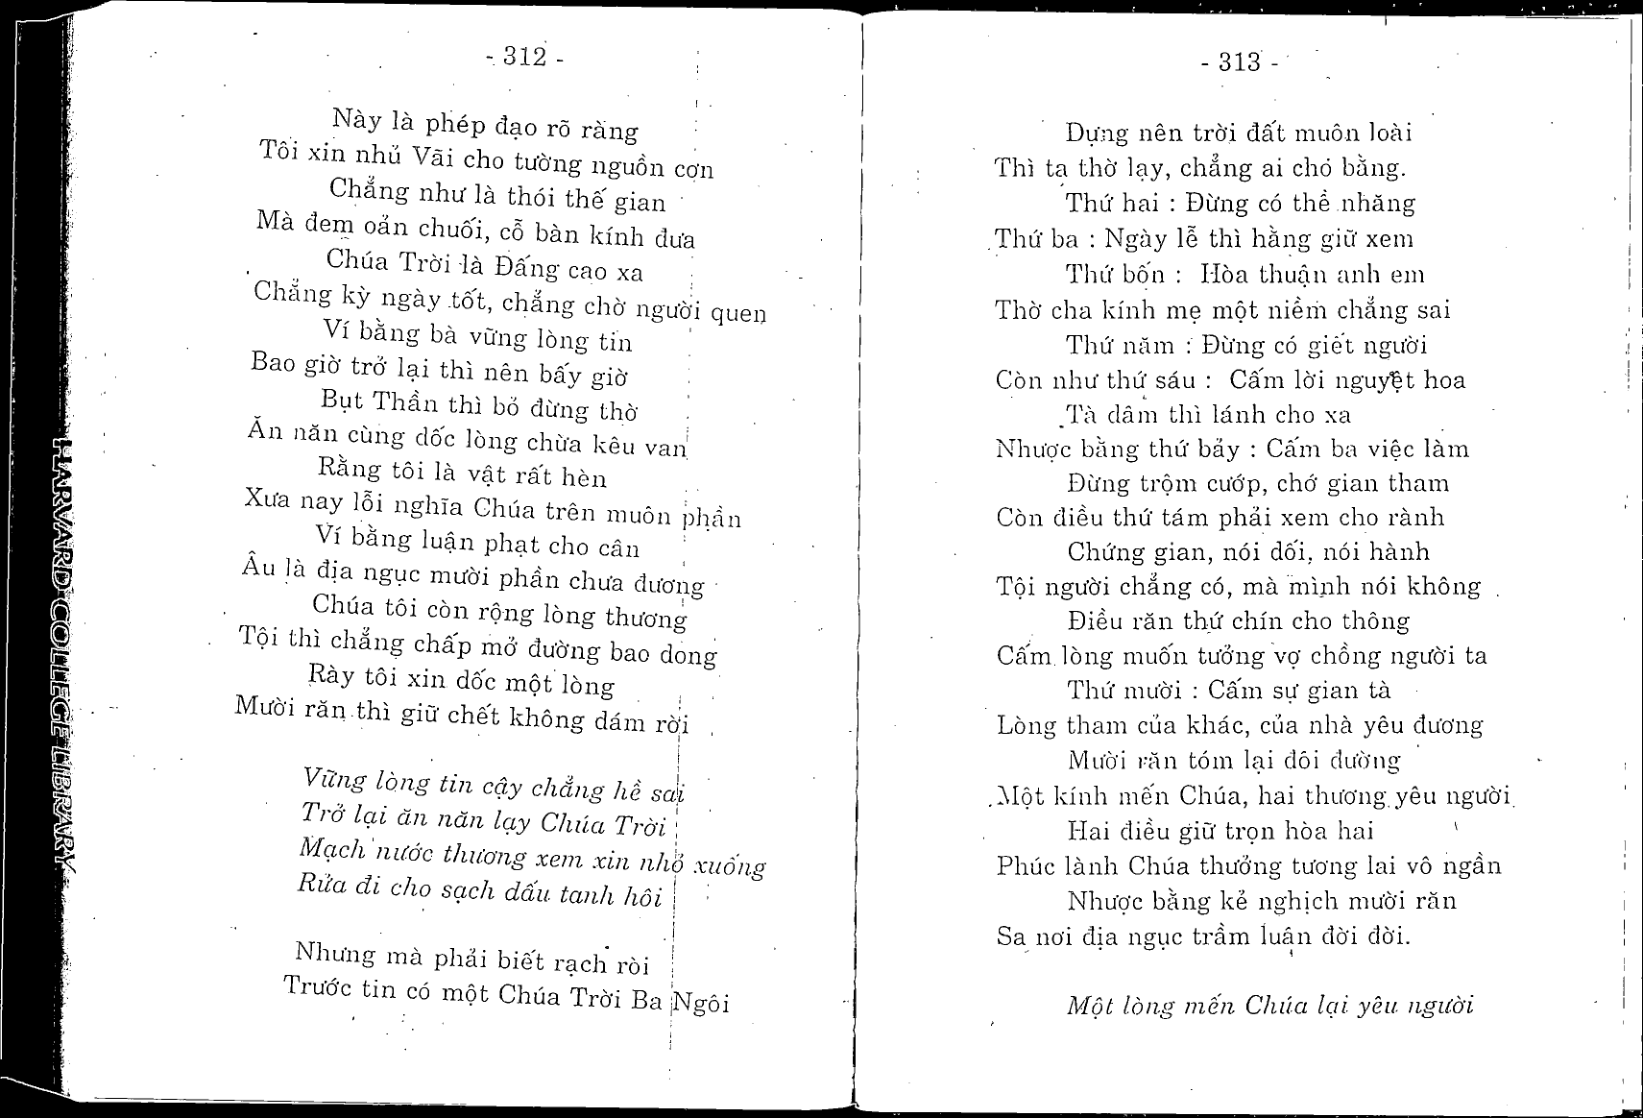 HARVARD COLLEGE LIBRARY
- 312 -
Này là phép đạo rõ ràng
Tôi xin nhủ Vãi cho tường nguồn cơn
Chẳng như là thói thế gian
Mà đem oản chuối, cỗ bàn kính đưa
Chúa Trời là Đấng cao xa
Chẳng kỳ ngày tốt, chẳng chờ người quen
Ví bằng bà vững lòng tin
Bao giờ trở lại thì nên bấy giờ
Bụt Thần thì bỏ đừng thờ
Ăn năn cùng dốc lòng chừa kêu van
Rằng tôi là vật rất hèn
Xưa nay lỗi nghĩa Chúa trên muôn phần
Ví bằng luận phạt cho cân
Âu là địa ngục mười phần chưa đương
Chúa tôi còn rộng lòng thương
Tội thì chẳng chấp mở đường bao dong
Rày tôi xin dốc một lòng
Mười răn thì giữ chết không dám rời
Vững lòng tin cậy chẳng hề sai
Trở lại ăn năn lạy Chúa Trời
Mạch nước thương xem xin nhỏ xuống
Rửa đi cho sạch dấu tanh hôi
Nhưng mà phải biết rạch ròi
Trước tin có một Chúa Trời Ba Ngôi
- 313 -
Dựng nên trời đất muôn loài
Thì ta thờ lạy, chẳng ai chỏ bằng.
Thứ hai : Đừng có thề nhăng
Thứ ba : Ngày lễ thì hằng giữ xem
Thứ bốn : Hòa thuận anh em
Thờ cha kính mẹ một niềm chẳng sai
Thứ năm : Đừng có giết người
Còn như thứ sáu : Cấm lời nguyệt hoa
Tà dâm thì lánh cho xa
Nhược bằng thứ bảy : Cấm ba việc làm
Đừng trộm cướp, chớ gian tham
Còn điều thứ tám phải xem cho rành
Chứng gian, nói dối, nói hành
Tội người chẳng có, mà mình nói không
Điều răn thứ chín cho thông
Cấm lòng muốn tưởng vợ chồng người ta
Thứ mười : Cấm sự gian tà
Lòng tham của khác, của nhà yêu đương
Mười răn tóm lại đôi đường
Một kính mến Chúa, hai thương yêu người
Hai điều giữ trọn hòa hai
Phúc lành Chúa thưởng tương lai vô ngần
Nhược bằng kẻ nghịch mười răn
Sa nơi địa ngục trầm luân đời đời.
Một lòng mến Chúa lại yêu người